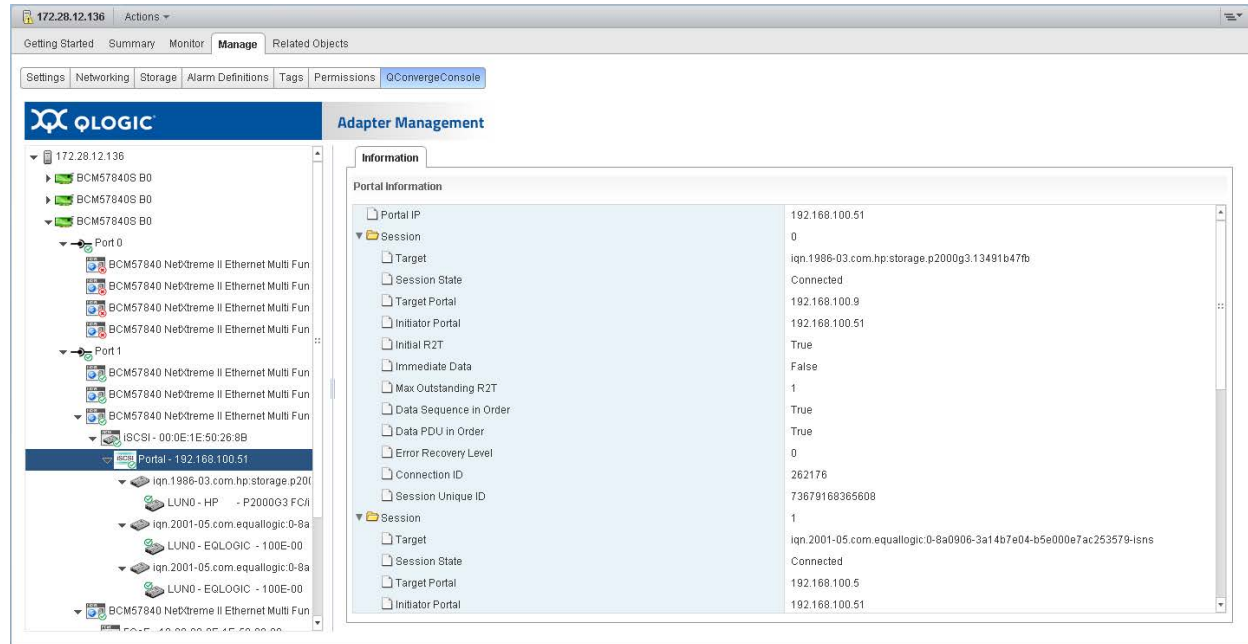 172.28.12.136 Actions
Getting Started Summary Monitor Manage Related Objects
Settings Networking Storage Alarm Definitions Tags Permissions QConvergeConsole
QLOGIC Adapter Management
172.28.12.136
BCM57840S B0
BCM57840S B0
BCM57840S B0
Port 0
BCM57840 NetXtreme II Ethernet Multi Fun
BCM57840 NetXtreme II Ethernet Multi Fun
BCM57840 NetXtreme II Ethernet Multi Fun
BCM57840 NetXtreme II Ethernet Multi Fun
Port 1
BCM57840 NetXtreme II Ethernet Multi Fun
BCM57840 NetXtreme II Ethernet Multi Fun
BCM57840 NetXtreme II Ethernet Multi Fun
iSCSI - 00:0E:1E:50:26:8B
Portal - 192.168.100.51
iqn.1986-03.com.hp:storage.p20
LUN0 - HP - P2000G3 FC/i
iqn.2001-05.com.equallogic:0-8a
LUN0 - EQLOGIC - 100E-00
iqn.2001-05.com.equallogic:0-8a
LUN0 - EQLOGIC - 100E-00
BCM57840 NetXtreme II Ethernet Multi Fun
Information
Portal Information
Portal IP 192.168.100.51
Session 0
Target iqn.1986-03.com.hp:storage.p2000g3.13491b47fb
Session State Connected
Target Portal 192.168.100.9
Initiator Portal 192.168.100.51
Initial R2T True
Immediate Data False
Max Outstanding R2T 1
Data Sequence in Order True
Data PDU in Order True
Error Recovery Level 0
Connection ID 262176
Session Unique ID 73679168365608
Session 1
Target iqn.2001-05.com.equallogic:0-8a0906-3a14b7e04-b5e000e7ac253579-isns
Session State Connected
Target Portal 192.168.100.5
Initiator Portal 192.168.100.51